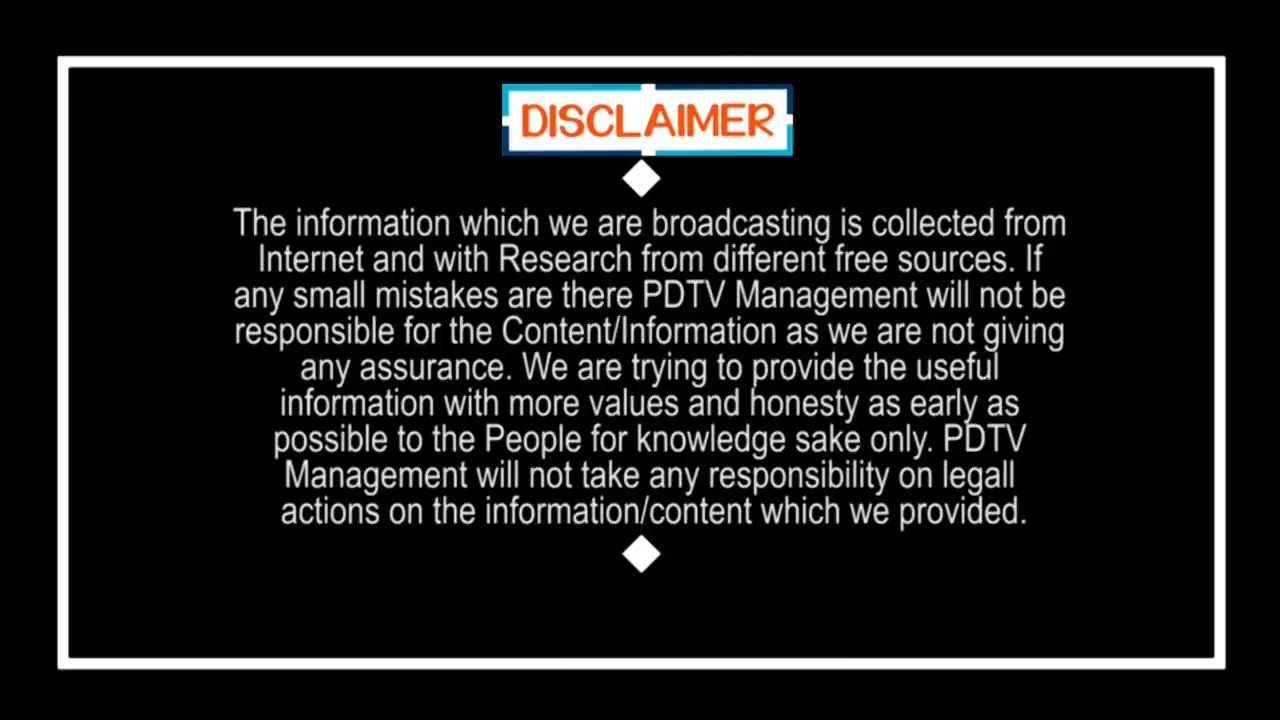 DISCLAIMER
The information which we are broadcasting is collected from
Internet and with Research from different free sources. If
any small mistakes are there PDTV Management will not be
responsible for the Content/Information as we are not giving
any assurance. We are trying to provide the useful
information with more values and honesty as early as
possible to the People for knowledge sake only. PDTV
Management will not take any responsibility on legall
actions on the information/content which we provided.